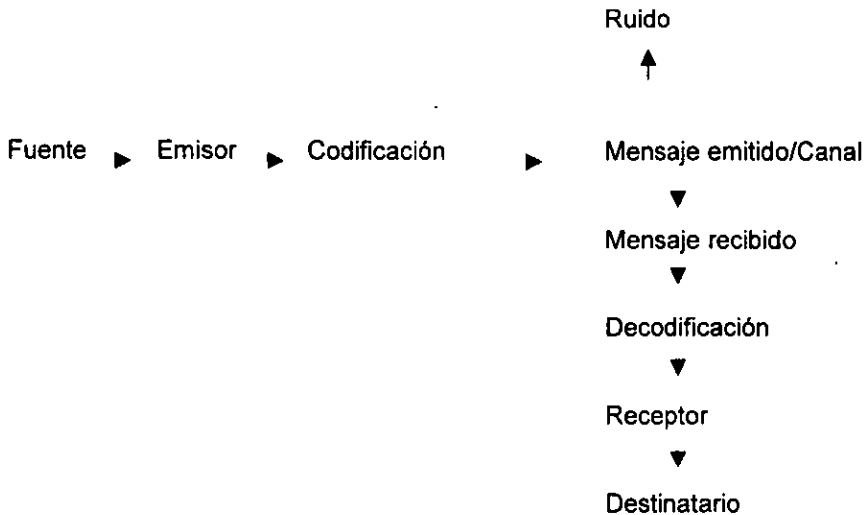 Ruido
Fuente Emisor Codificación Mensaje emitido/Canal
Mensaje recibido
Decodificación
Receptor
Destinatario